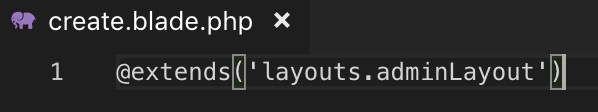 create.blade.php ×
1 @extends('layouts.adminLayout')